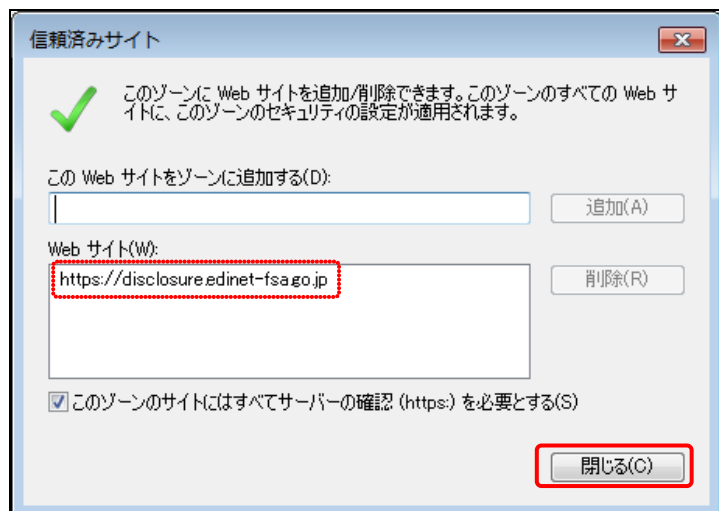 信頼済みサイト
このゾーンに Web サイトを追加/削除できます。このゾーンのすべての Web サ
イトに、このゾーンのセキュリティの設定が適用されます。
この Web サイトをゾーンに追加する(D):
追加(A)
Web サイト(W):
https://disclosure.edinet-fsa.go.jp
削除(R)
このゾーンのサイトにはすべてサーバーの確認 (https:) を必要とする(S)
閉じる(C)